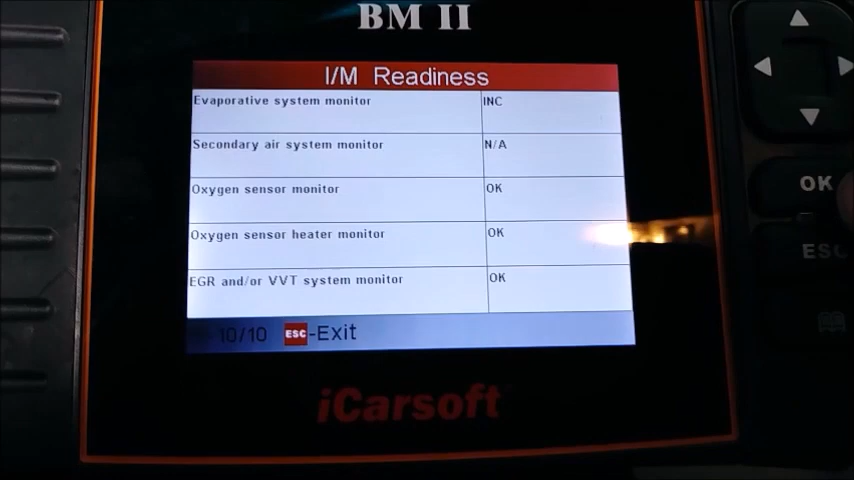 BM II
I/M Readiness
Evaporative system monitor INC
Secondary air system monitor N/A
Oxygen sensor monitor OK
Oxygen sensor heater monitor OK
EGR and/or VVT system monitor OK
10/10 ESC-Exit
OK
ESC
iCarsoft